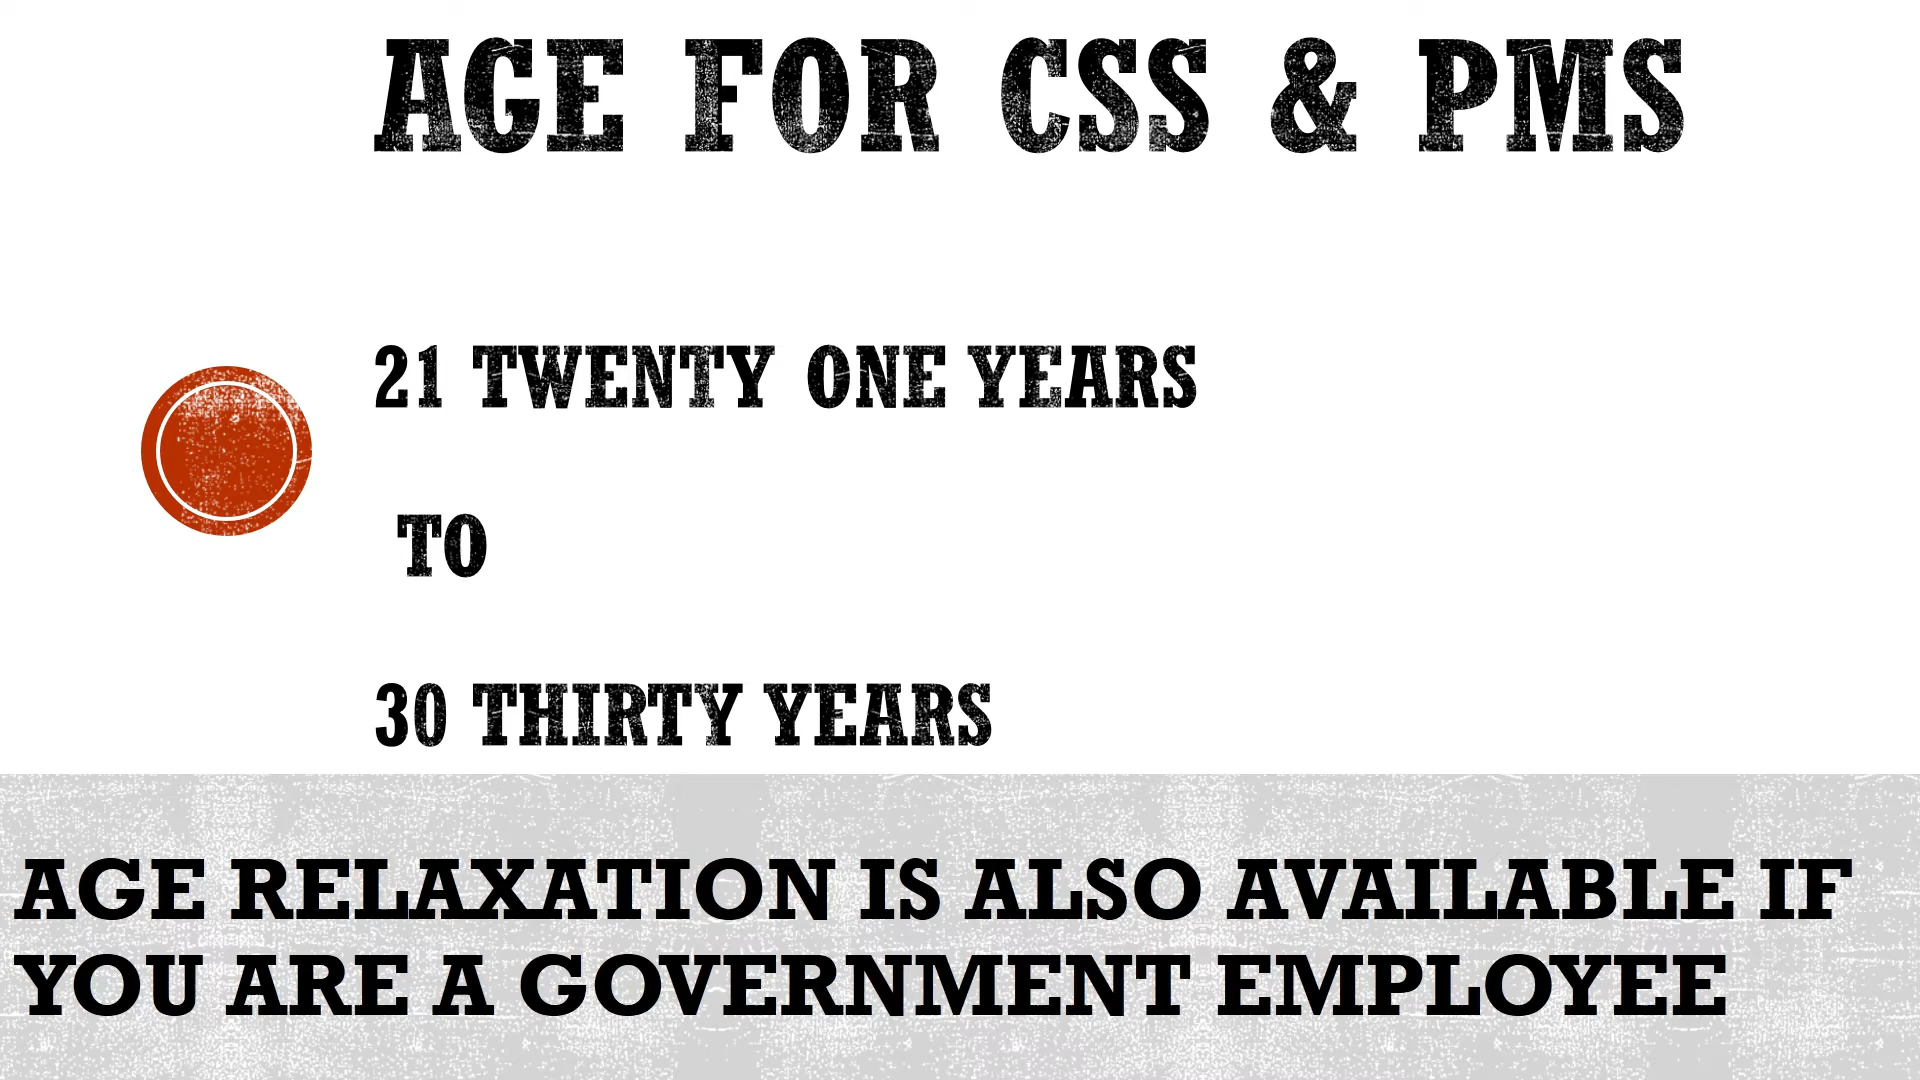 AGE FOR CSS & PMS
21 TWENTY ONE YEARS
TO
30 THIRTY YEARS
AGE RELAXATION IS ALSO AVAILABLE IF
YOU ARE A GOVERNMENT EMPLOYEE